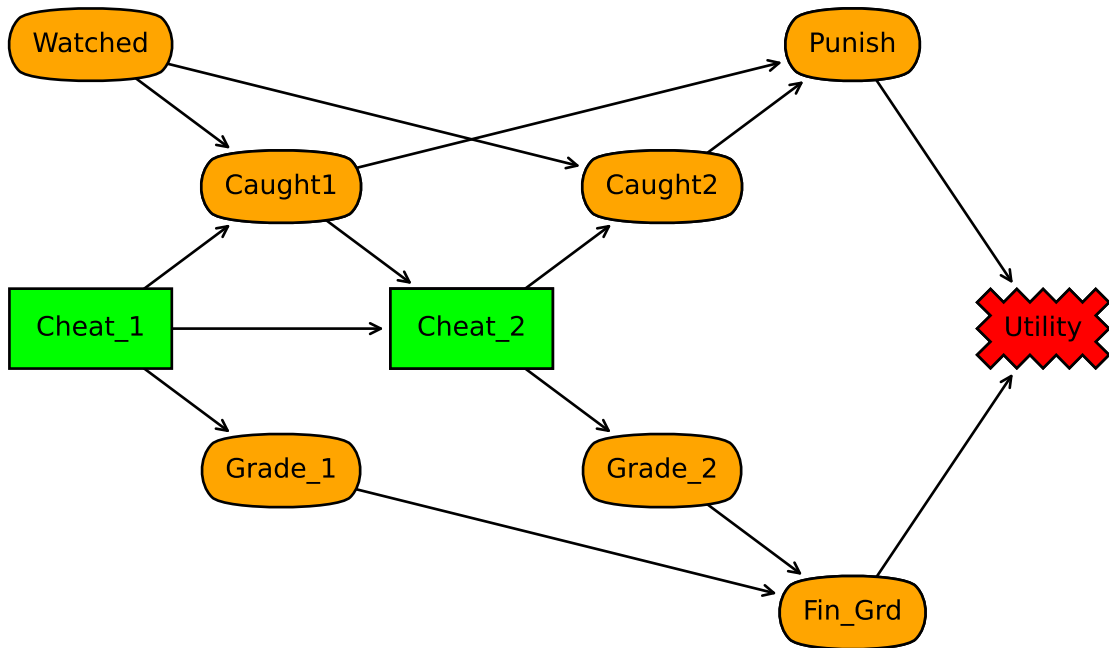 Watched
Punish
Caught1
Caught2
Cheat_1
Cheat_2
Utility
Grade_1
Grade_2
Fin_Grd